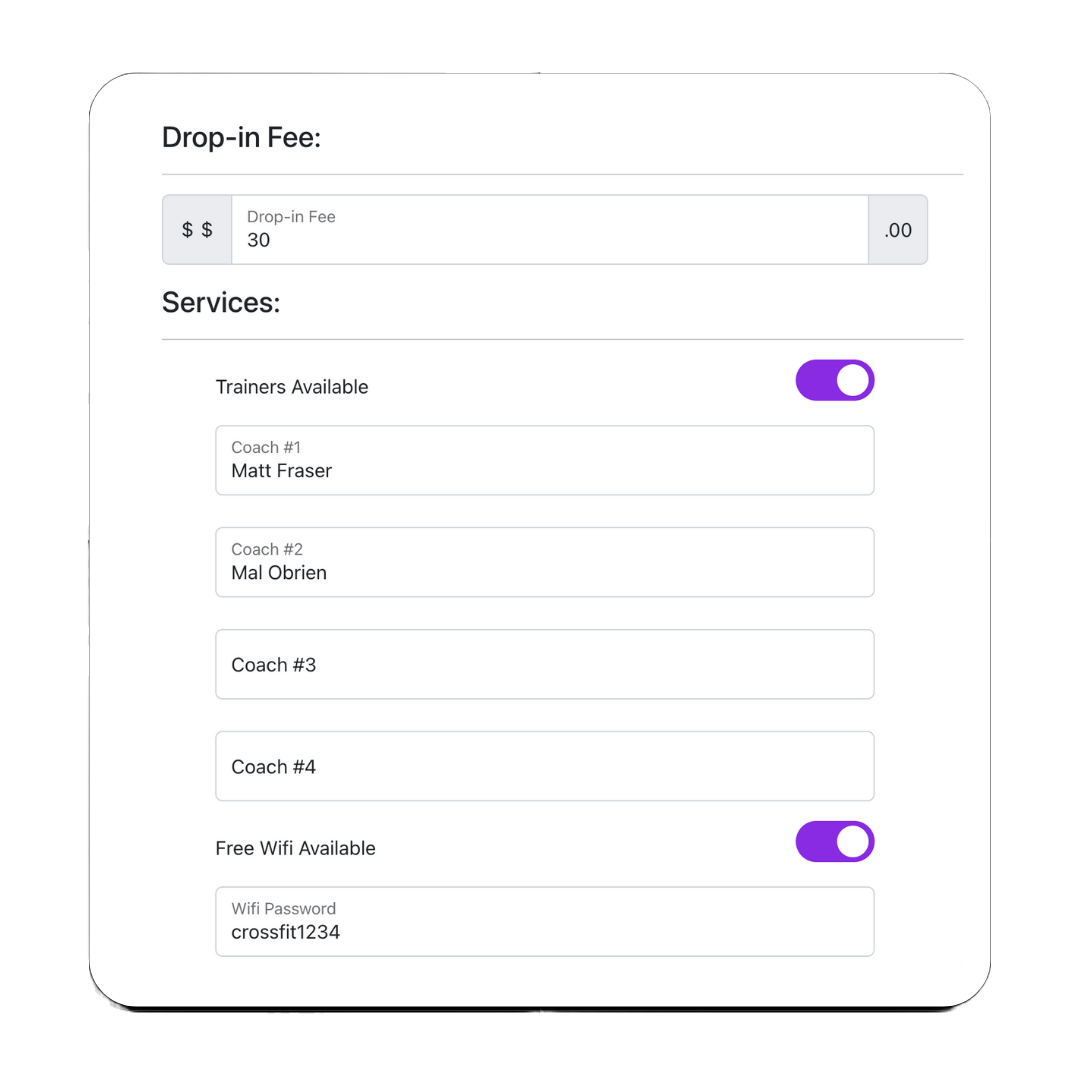 Drop-in Fee:
$ $
Drop-in Fee
30
.00
Services:
Trainers Available
Coach #1
Matt Fraser
Coach #2
Mal Obrien
Coach #3
Coach #4
Free Wifi Available
Wifi Password
crossfit1234